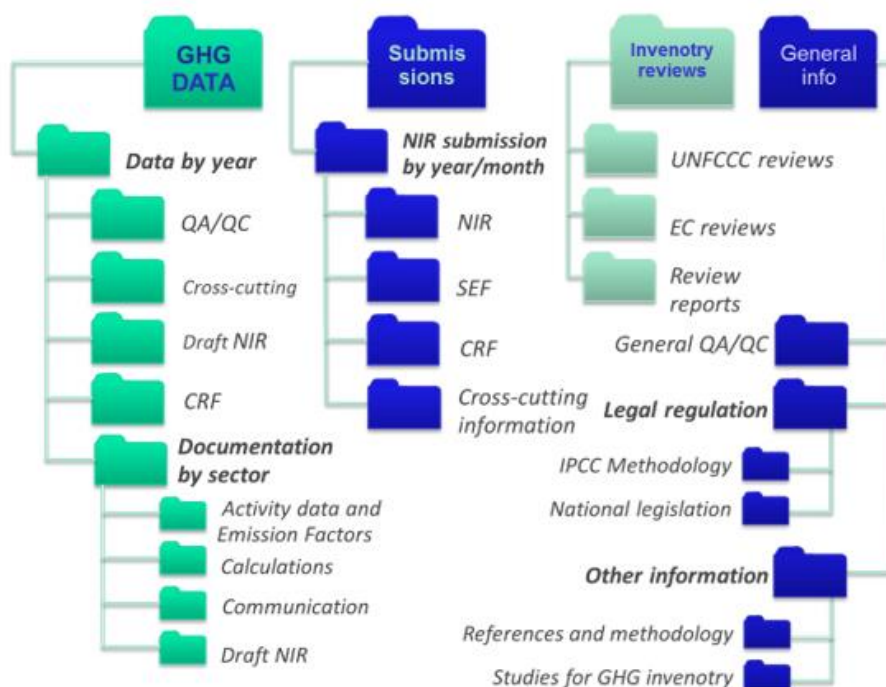 GHG
DATA
Data by year
QA/QC
Cross-cutting
Draft NIR
CRF
Documentation
by sector
Activity data and
Emission Factors
Calculations
Communication
Draft NIR
Submis
sions
NIR submission
by year/month
NIR
SEF
CRF
Cross-cutting
information
Invenotry
reviews
UNFCCC reviews
EC reviews
Review
reports
General
info
General QA/QC
Legal regulation
IPCC Methodology
National legislation
Other information
References and methodology
Studies for GHG invenotry